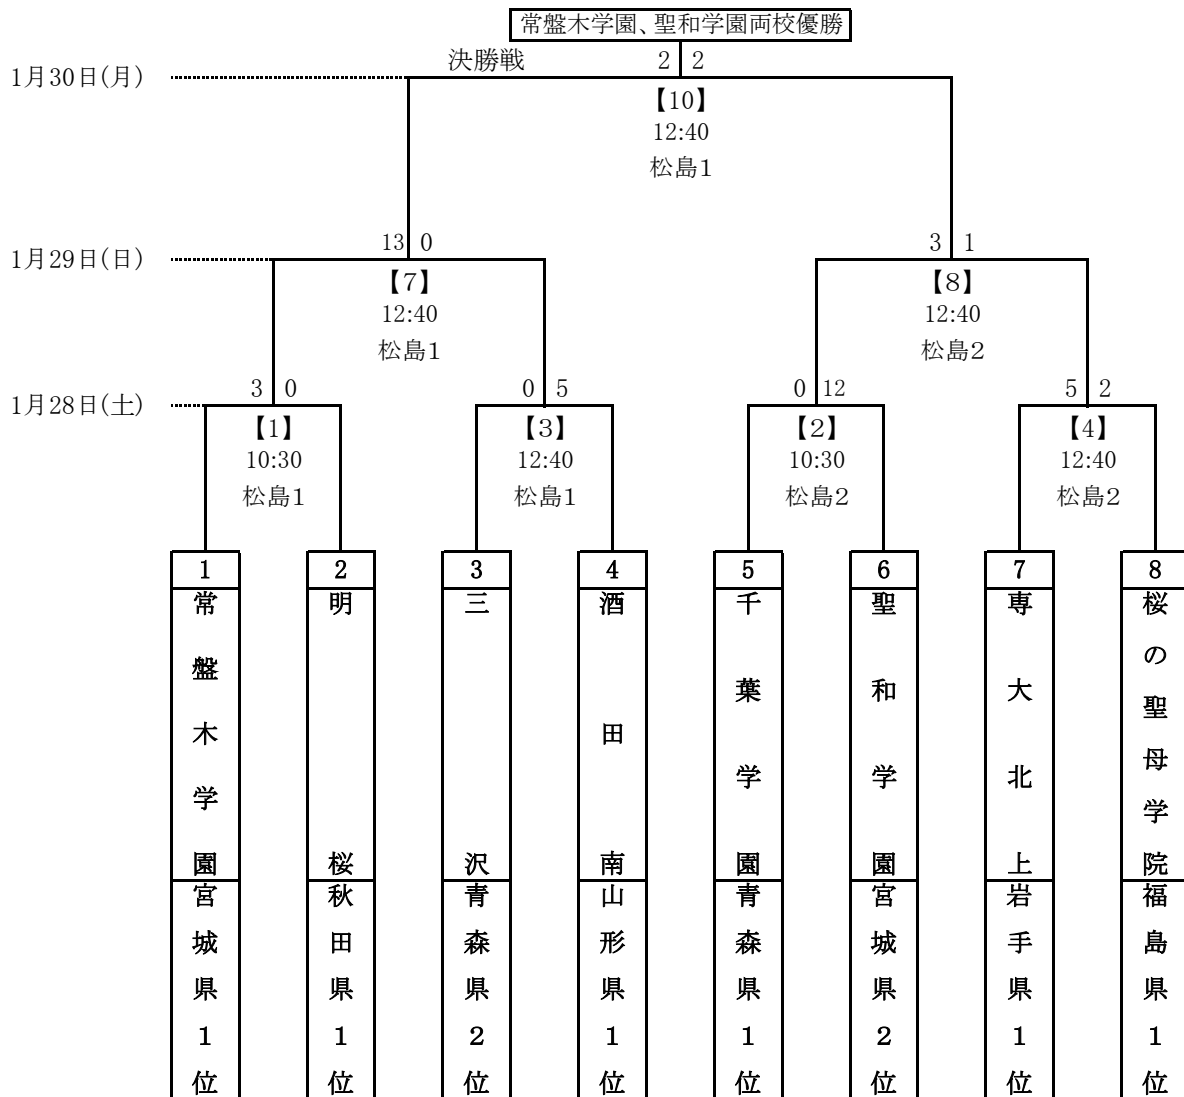 常盤木学園、聖和学園両校優勝
決勝戦 2 2
1月30日(月)
【10】
12:40
松島1
13 0 3 1
1月29日(日)
【7】 【8】
12:40 12:40
松島1 松島2
3 0 0 5 0 12 5 2
1月28日(土)
【1】 【3】 【2】 【4】
10:30 12:40 10:30 12:40
松島1 松島1 松島2 松島2
1 2 3 4 5 6 7 8
常盤木学園
明桜
三沢
酒田南
千葉学園
聖和学園
専大北上
桜の聖母学院
宮城県1位
秋田県1位
青森県2位
山形県1位
青森県1位
宮城県2位
岩手県1位
福島県1位